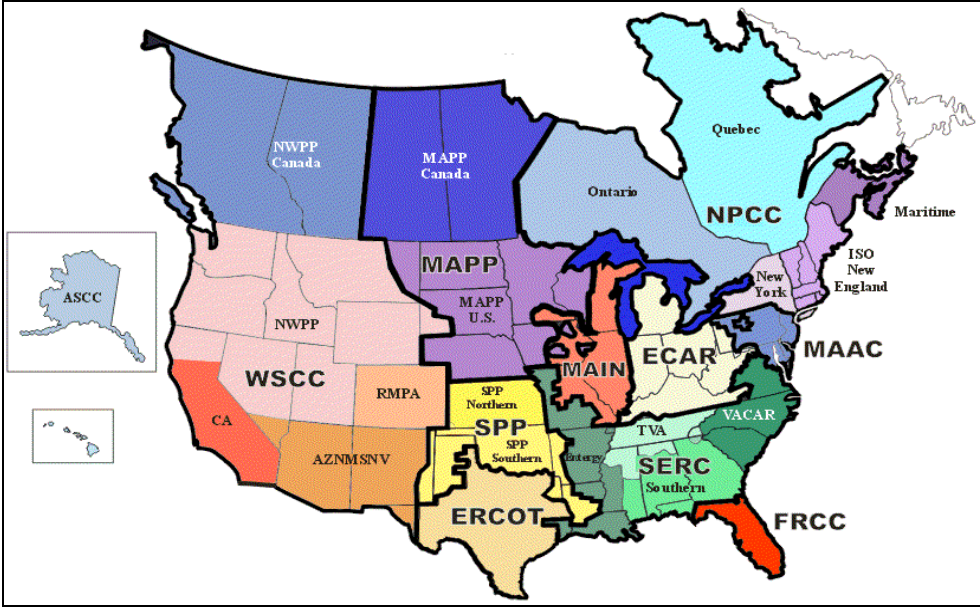 Quebec
NWPP
Canada
MAPP
Canada
Ontario
NPCC
Maritime
ISO
New
England
New
York
MAPP
ASCC
MAPP
U.S.
NWPP
MAAC
ECAR
MAIN
WSCC
RMPA
SPP
Northern
CA
VACAR
SPP
TVA
SPP
Southern
AZNMSNV
Entergy
SERC
Southern
ERCOT
FRCC